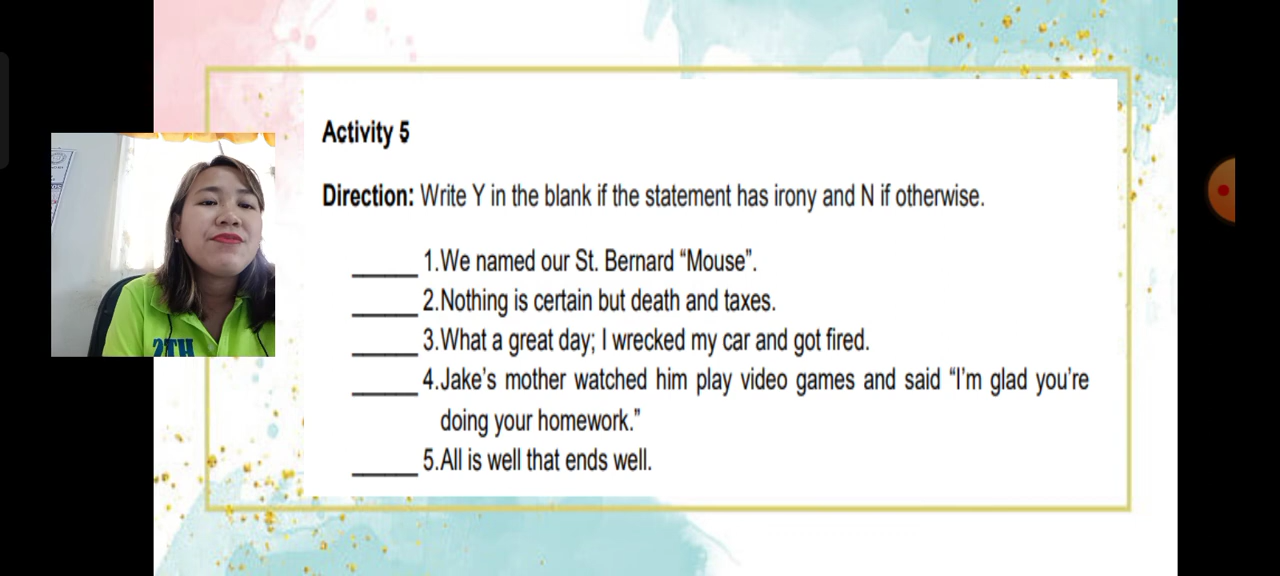 Activity 5
Direction: Write Y in the blank if the statement has irony and N if otherwise.
______ 1.We named our St. Bernard “Mouse”.
______ 2.Nothing is certain but death and taxes.
______ 3.What a great day; I wrecked my car and got fired.
______ 4.Jake’s mother watched him play video games and said “I’m glad you’re
doing your homework.”
______ 5.All is well that ends well.